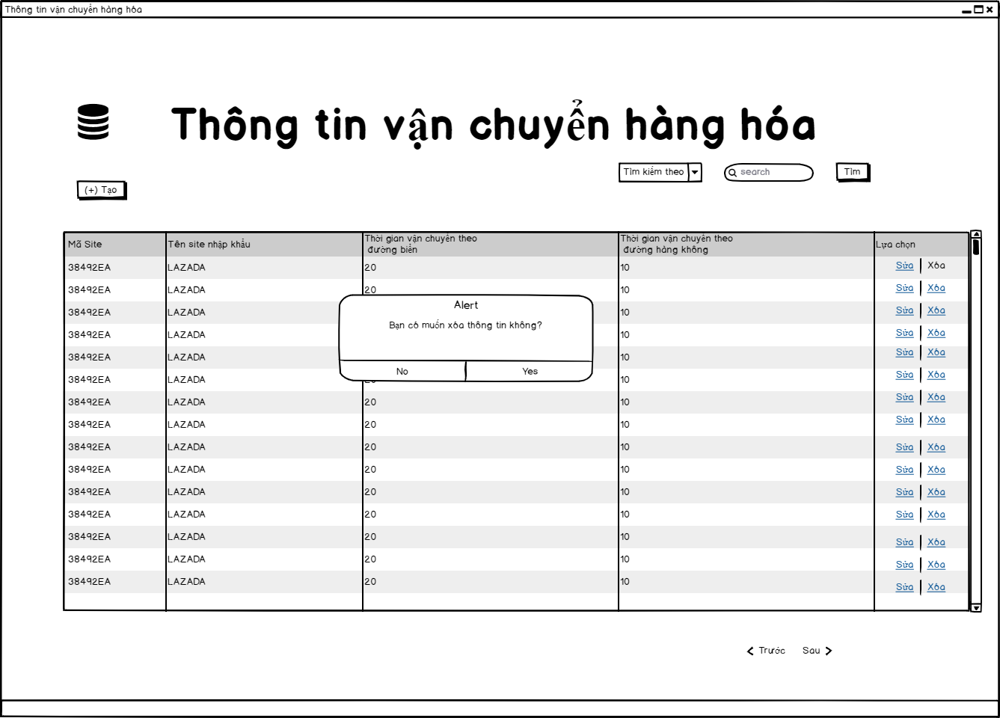 Thông tin vận chuyển hàng hóa
Thông tin vận chuyển hàng hóa
Tìm kiếm theo
search
Tìm
(+) Tạo
Mã Site Tên site nhập khẩu Thời gian vận chuyển theo đường biển Thời gian vận chuyển theo đường hàng không Lựa chọn
38492EA LAZADA 20 10 Sửa Xóa
38492EA LAZADA 20 10 Sửa Xóa
38492EA LAZADA 10 Sửa Xóa
38492EA LAZADA 10 Sửa Xóa
38492EA LAZADA 10 Sửa Xóa
38492EA LAZADA 10 Sửa Xóa
38492EA LAZADA 20 10 Sửa Xóa
38492EA LAZADA 20 10 Sửa Xóa
38492EA LAZADA 20 10 Sửa Xóa
38492EA LAZADA 20 10 Sửa Xóa
38492EA LAZADA 20 10 Sửa Xóa
38492EA LAZADA 20 10 Sửa Xóa
38492EA LAZADA 20 10 Sửa Xóa
38492EA LAZADA 20 10 Sửa Xóa
38492EA LAZADA 20 10 Sửa Xóa
Alert
Bạn có muốn xóa thông tin không?
No Yes
Trước Sau